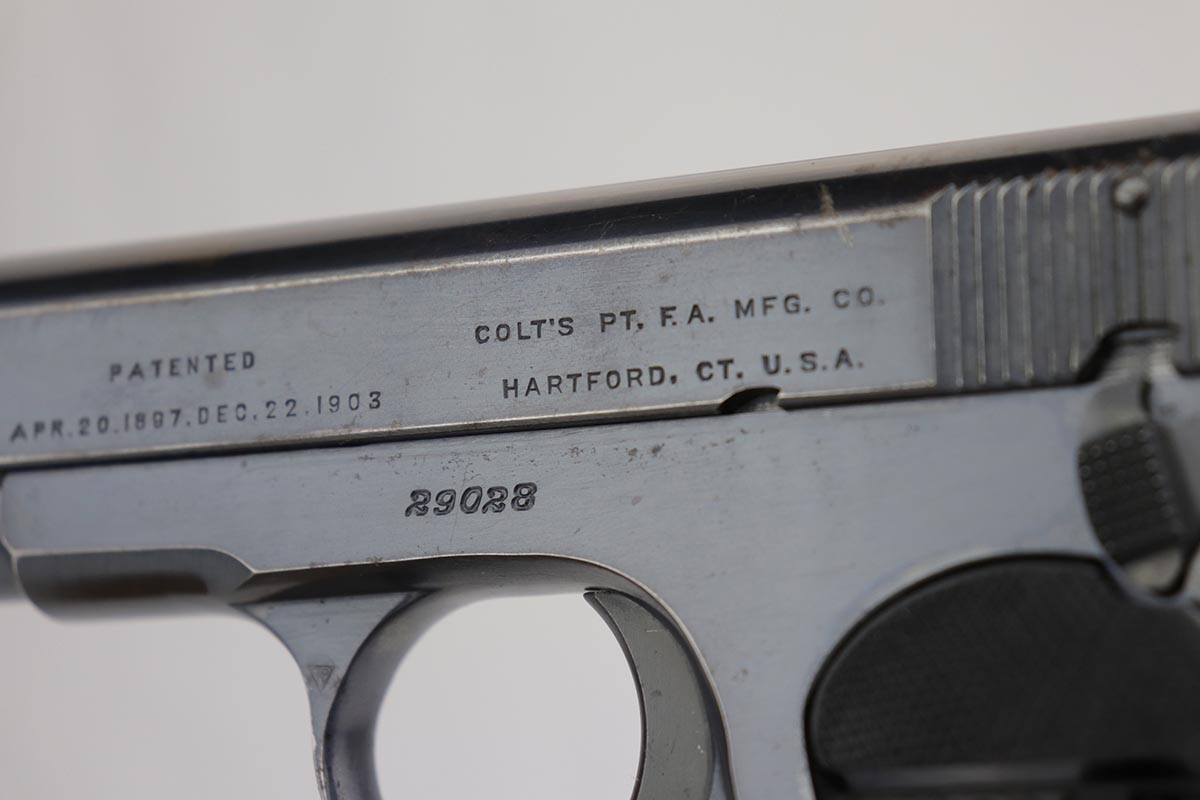 PATENTED
APR.20.1897.DEC.22.1903
COLT'S PT. F.A. MFG. CO.
HARTFORD. CT. U.S.A.
29028